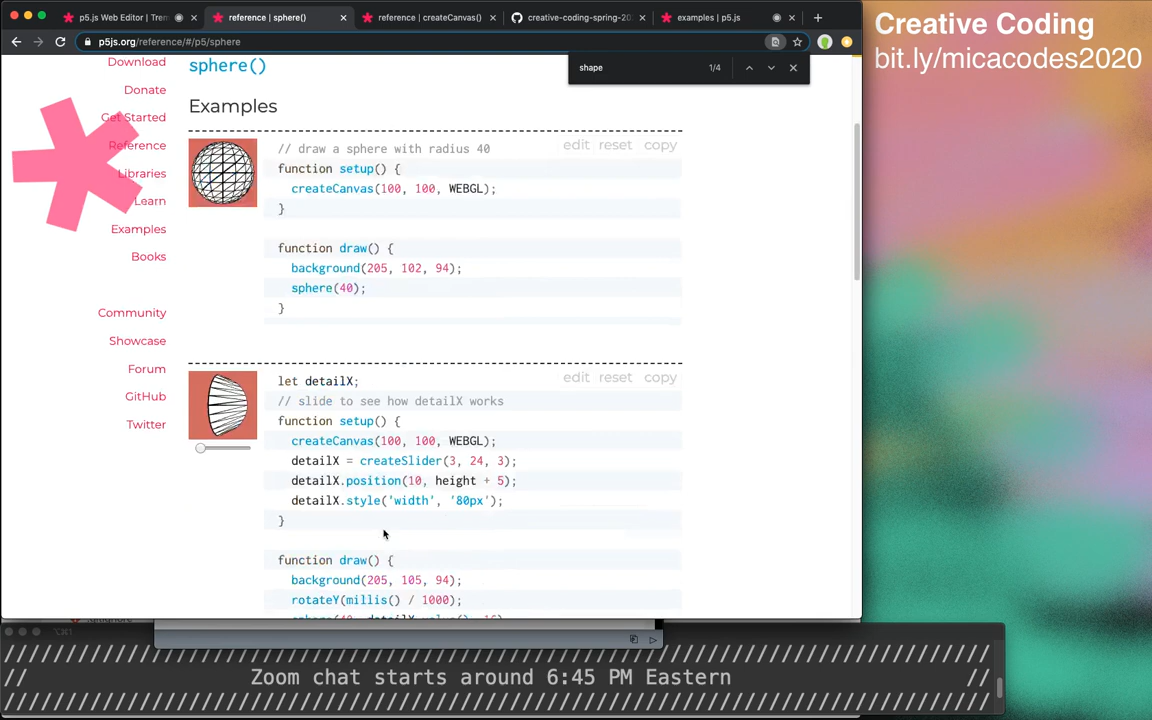 p5js Web Editor | Tren
reference | sphere()
reference | createCanvas()
creative-coding-spring-202
examples | p5.js
p5js.org/reference/#/p5/sphere
shape
1/4
Creative Coding
bit.ly/micacodes2020
Download
Donate
Get Started
Reference
Libraries
Learn
Examples
Books
Community
Showcase
Forum
GitHub
Twitter
sphere()
Examples
edit reset copy
// draw a sphere with radius 40
function setup() {
createCanvas(100, 100, WEBGL);
}
function draw() {
background(205, 102, 94);
sphere(40);
}
edit reset copy
let detailX;
// slide to see how detailX works
function setup() {
createCanvas(100, 100, WEBGL);
detailX = createSlider(3, 24, 3);
detailX.position(10, height + 5);
detailX.style('width', '80px');
}
function draw() {
background(205, 105, 94);
rotateY(millis() / 1000);
////////////////////////////////////////////////////////////////////////
// Zoom chat starts around 6:45 PM Eastern //
////////////////////////////////////////////////////////////////////////